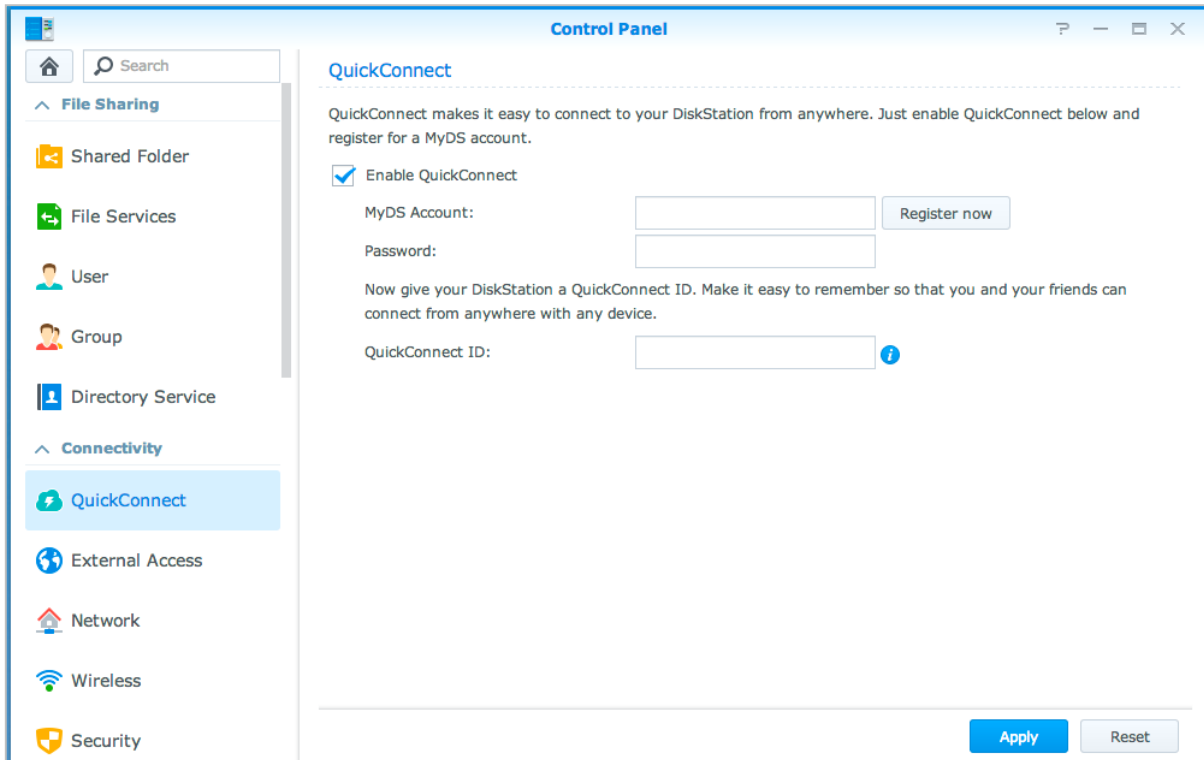 Control Panel
Search
File Sharing
Shared Folder
File Services
User
Group
Directory Service
Connectivity
QuickConnect
External Access
Network
Wireless
Security
QuickConnect
QuickConnect makes it easy to connect to your DiskStation from anywhere. Just enable QuickConnect below and
register for a MyDS account.
Enable QuickConnect
MyDS Account:
Register now
Password:
Now give your DiskStation a QuickConnect ID. Make it easy to remember so that you and your friends can
connect from anywhere with any device.
QuickConnect ID:
Apply
Reset